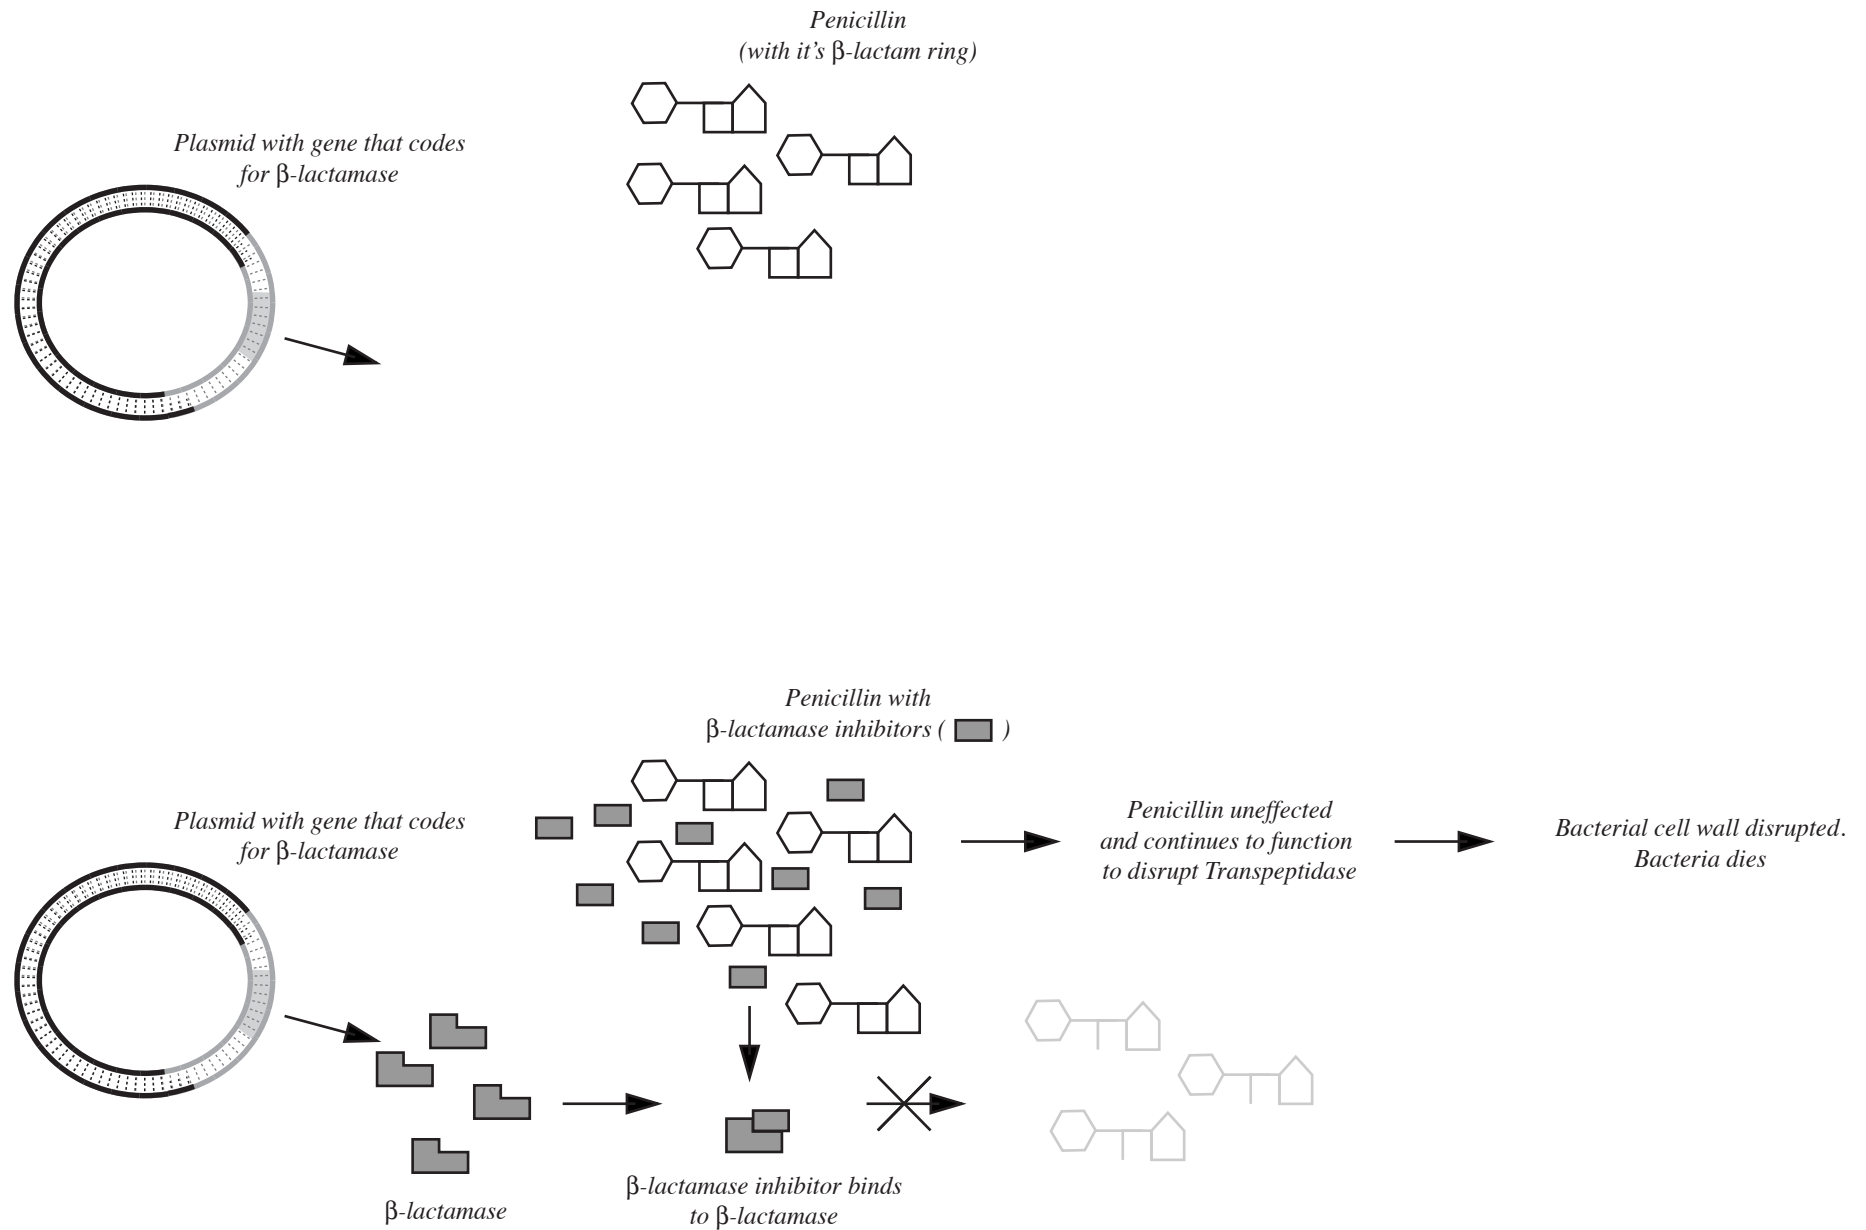 Penicillin
(with it's β-lactam ring)
Plasmid with gene that codes
for β-lactamase
Penicillin with
β-lactamase inhibitors ( )
Plasmid with gene that codes
for β-lactamase
Penicillin uneffected
and continues to function
to disrupt Transpeptidase
Bacterial cell wall disrupted.
Bacteria dies
β-lactamase
β-lactamase inhibitor binds
to β-lactamase